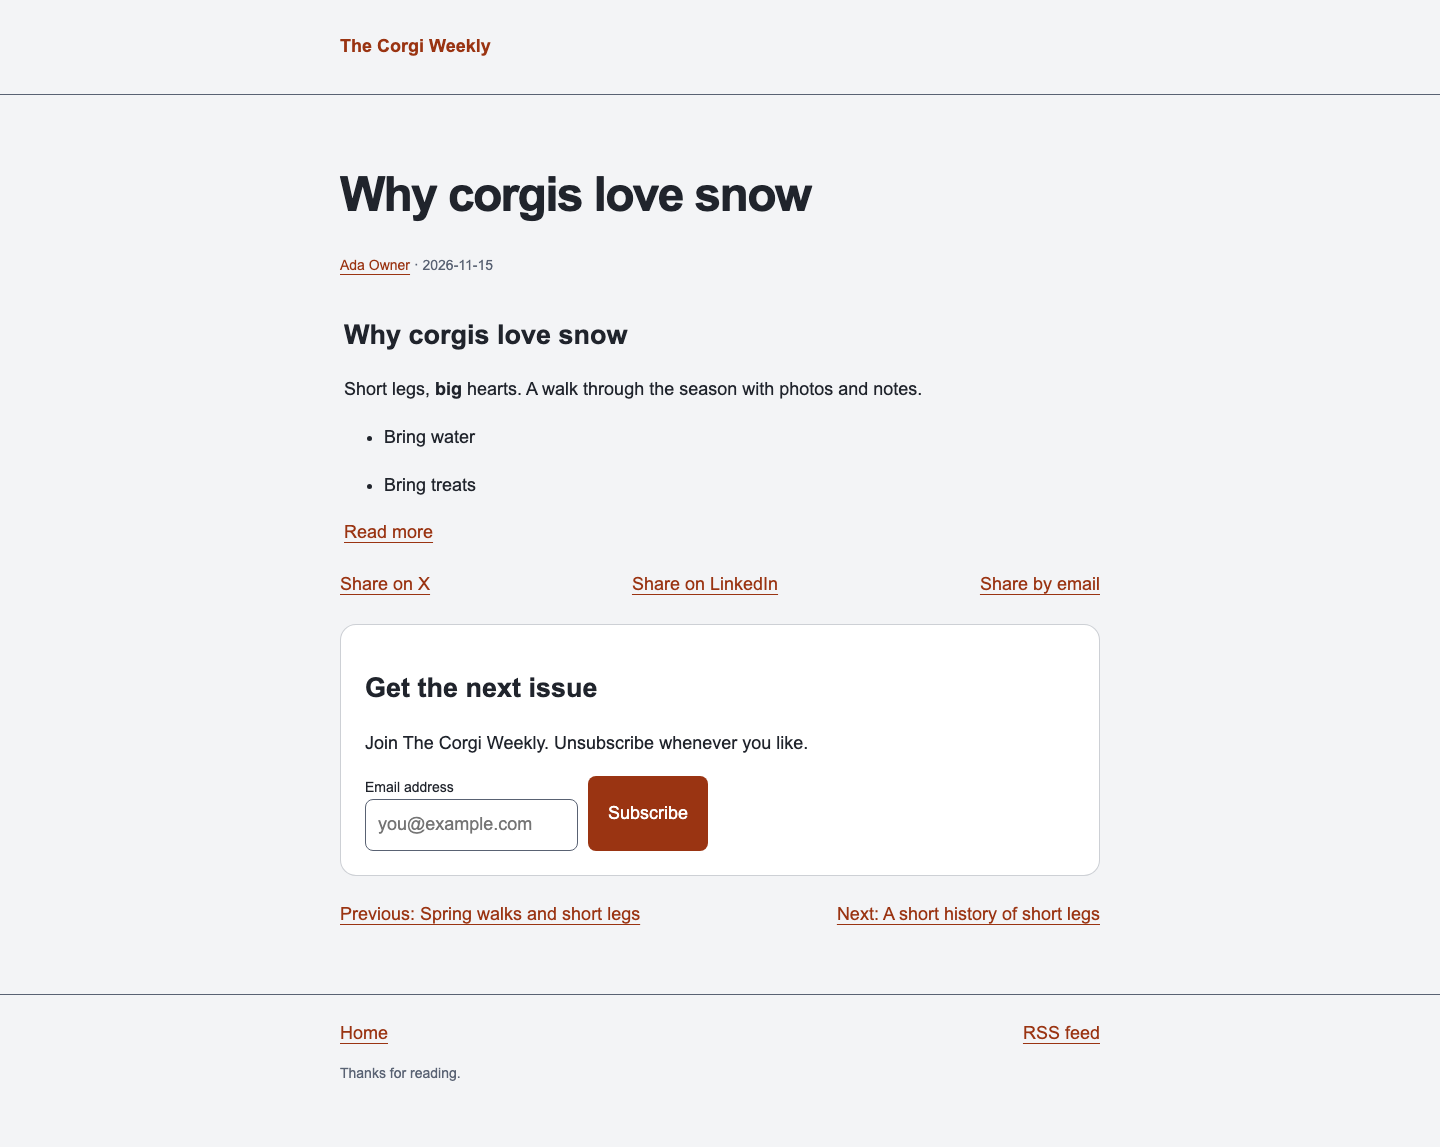 The Corgi Weekly
Why corgis love snow
Ada Owner · 2026-11-15
Why corgis love snow
Short legs, big hearts. A walk through the season with photos and notes.
• Bring water
• Bring treats
Read more
Share on X Share on LinkedIn Share by email
Get the next issue
Join The Corgi Weekly. Unsubscribe whenever you like.
Email address
you@example.com Subscribe
Previous: Spring walks and short legs Next: A short history of short legs
Home RSS feed
Thanks for reading.